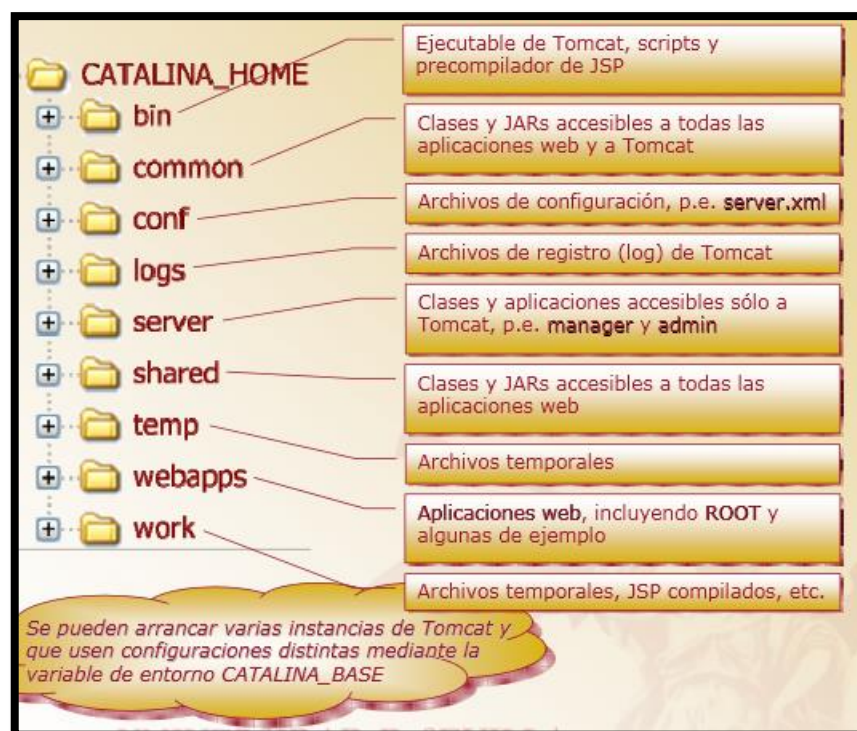 CATALINA_HOME
bin
common
conf
logs
server
shared
temp
webapps
work
Ejecutable de Tomcat, scripts y
precompilador de JSP
Clases y JARs accesibles a todas las
aplicaciones web y a Tomcat
Archivos de configuración, p.e. server.xml
Archivos de registro (log) de Tomcat
Clases y aplicaciones accesibles sólo a
Tomcat, p.e. manager y admin
Clases y JARs accesibles a todas las
aplicaciones web
Archivos temporales
Aplicaciones web, incluyendo ROOT y
algunas de ejemplo
Archivos temporales, JSP compilados, etc.
Se pueden arrancar varias instancias de Tomcat y
que usen configuraciones distintas mediante la
variable de entorno CATALINA_BASE